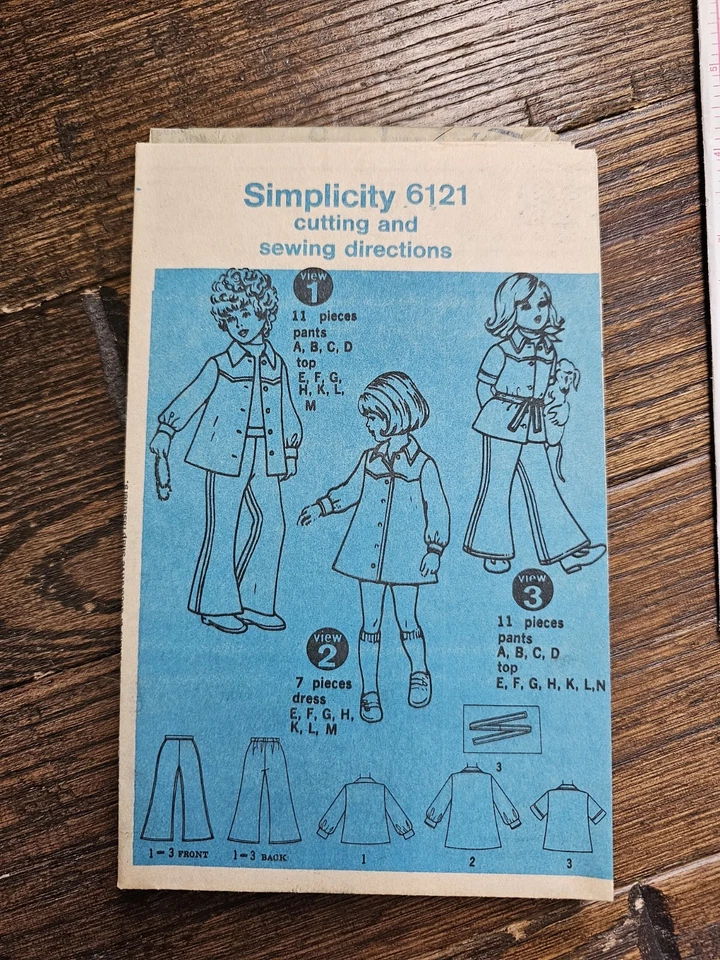 Simplicity 6121
cutting and
sewing directions
view
1
11 pieces
pants
A, B, C, D
top
E, F, G,
H, K, L,
M
view
2
7 pieces
dress
E, F, G, H,
K, L, M
view
3
11 pieces
pants
A, B, C, D
top
E, F, G, H, K, L,N
3
1-3 FRONT
1-3 BACK
1
2
3